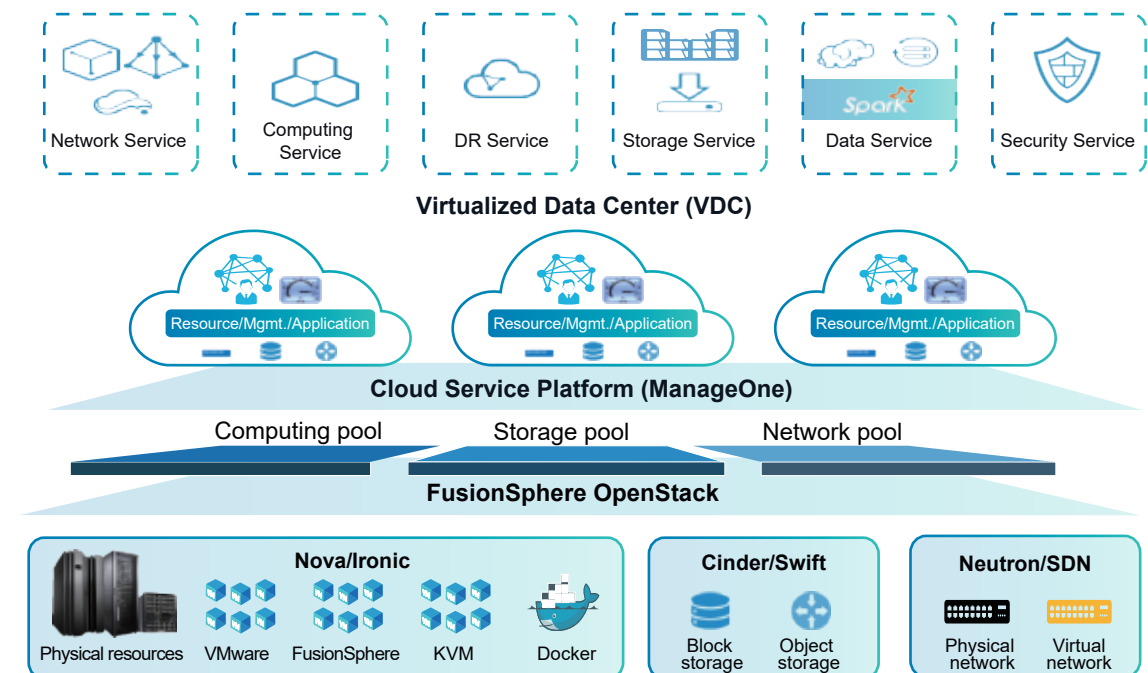 Network Service
Computing
Service
DR Service
Storage Service
Spark
Data Service
Security Service
Virtualized Data Center (VDC)
Resource/Mgmt./Application
Resource/Mgmt./Application
Resource/Mgmt./Application
Cloud Service Platform (ManageOne)
Computing pool
Storage pool
Network pool
FusionSphere OpenStack
Nova/Ironic
Physical resources
VMware
FusionSphere
KVM
Docker
Cinder/Swift
Block
storage
Object
storage
Neutron/SDN
Physical
network
Virtual
network